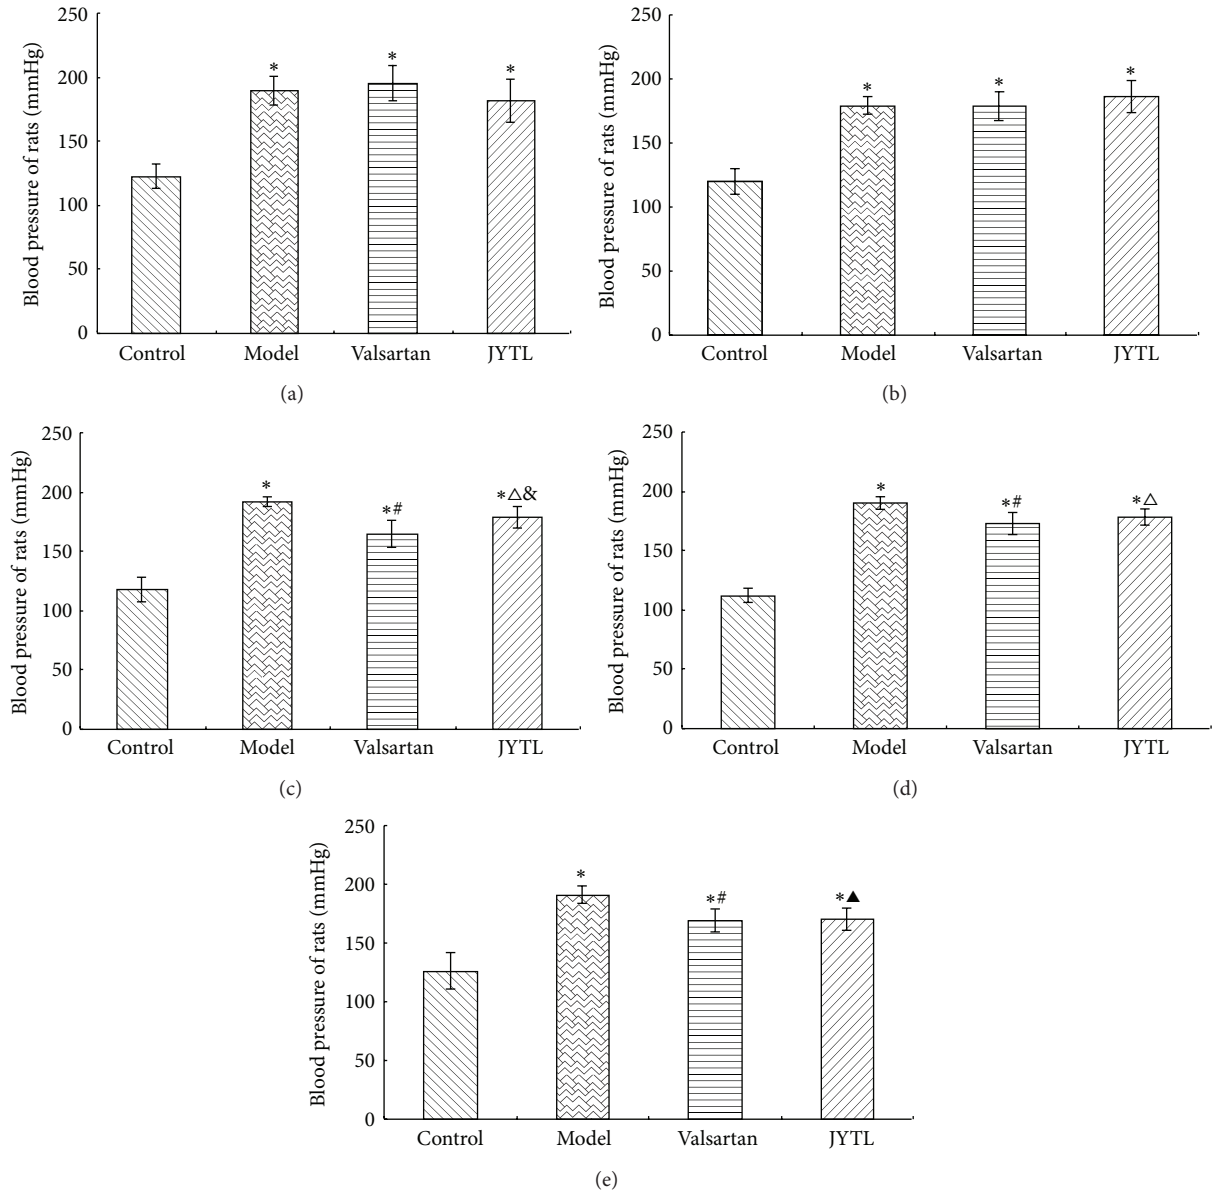 Blood pressure of rats (mmHg)
250
200
150
100
50
0
* * *
Control Model Valsartan JYTL
(a)
Blood pressure of rats (mmHg)
250
200
150
100
50
0
* * *
Control Model Valsartan JYTL
(b)
Blood pressure of rats (mmHg)
250
200
150
100
50
0
* *# *△&
Control Model Valsartan JYTL
(c)
Blood pressure of rats (mmHg)
250
200
150
100
50
0
* *# *△
Control Model Valsartan JYTL
(d)
Blood pressure of rats (mmHg)
250
200
150
100
50
0
* *# *▲
Control Model Valsartan JYTL
(e)